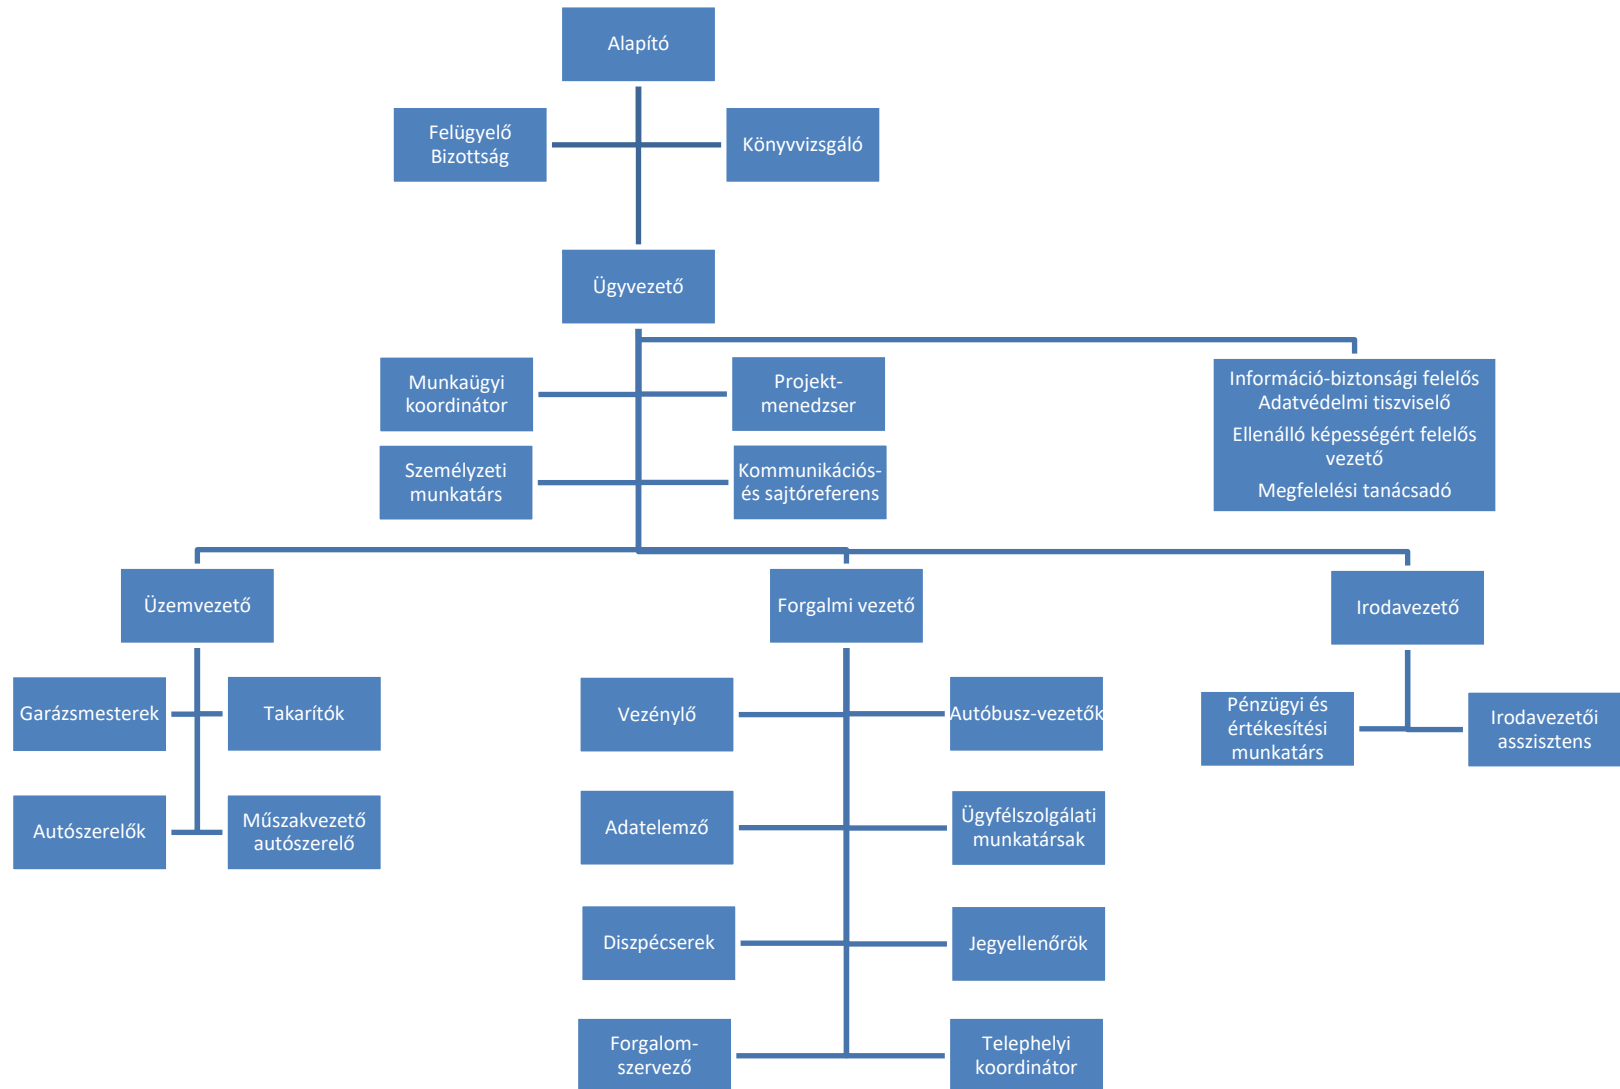 Alapító
Felügyelő
Bizottság
Könyvvizsgáló
Ügyvezető
Munkaügyi
koordinátor
Projekt-
menedzser
Információ-biztonsági felelős
Adatvédelmi tiszviselő
Ellenálló képességért felelős
vezető
Megfelelési tanácsadó
Személyzeti
munkatárs
Kommunikációs-
és sajtóreferens
Üzemvezető
Forgalmi vezető
Irodavezető
Garázsmesterek
Takarítók
Autószerelők
Műszakvezető
autószerelő
Vezénylő
Autóbusz-vezetők
Adatelemző
Ügyfélszolgálati
munkatársak
Diszpécserek
Jegyellenőrök
Forgalom-
szervező
Telephelyi
koordinátor
Pénzügyi és
értékesítési
munkatárs
Irodavezetői
asszisztens